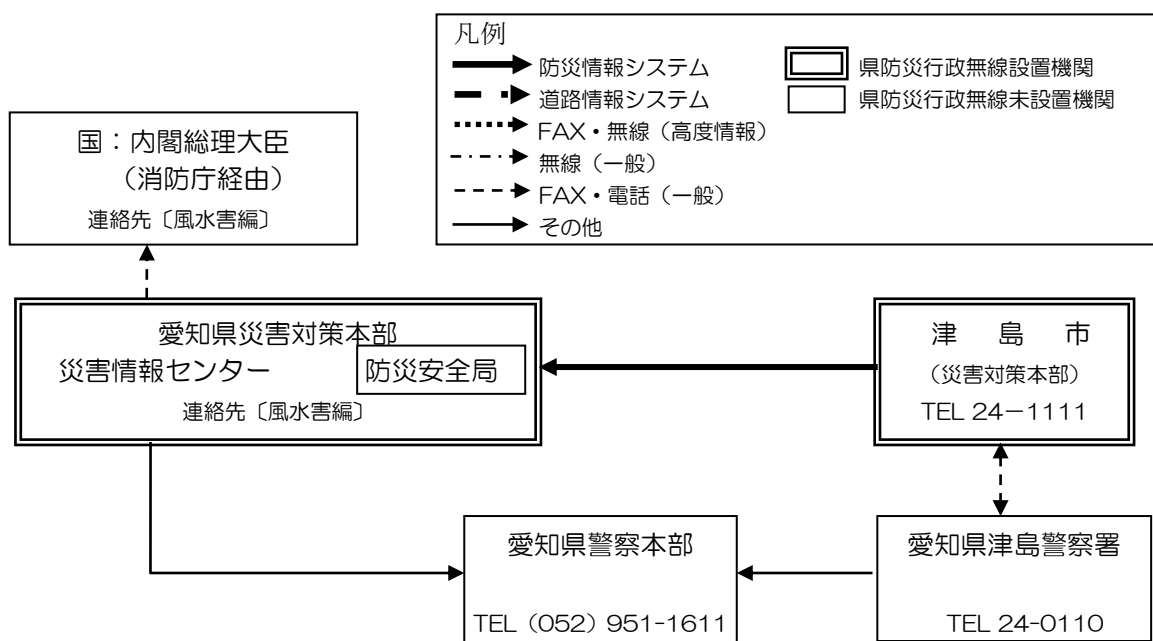 凡例
防災情報システム
県防災行政無線設置機関
道路情報システム
県防災行政無線未設置機関
FAX・無線（高度情報）
無線（一般）
FAX・電話（一般）
その他
国：内閣総理大臣
（消防庁経由）
連絡先〔風水害編〕
愛知県災害対策本部
災害情報センター
防災安全局
連絡先〔風水害編〕
津　島　市
（災害対策本部）
TEL 24－1111
愛知県警察本部
TEL（052）951-1611
愛知県津島警察署
TEL 24-0110